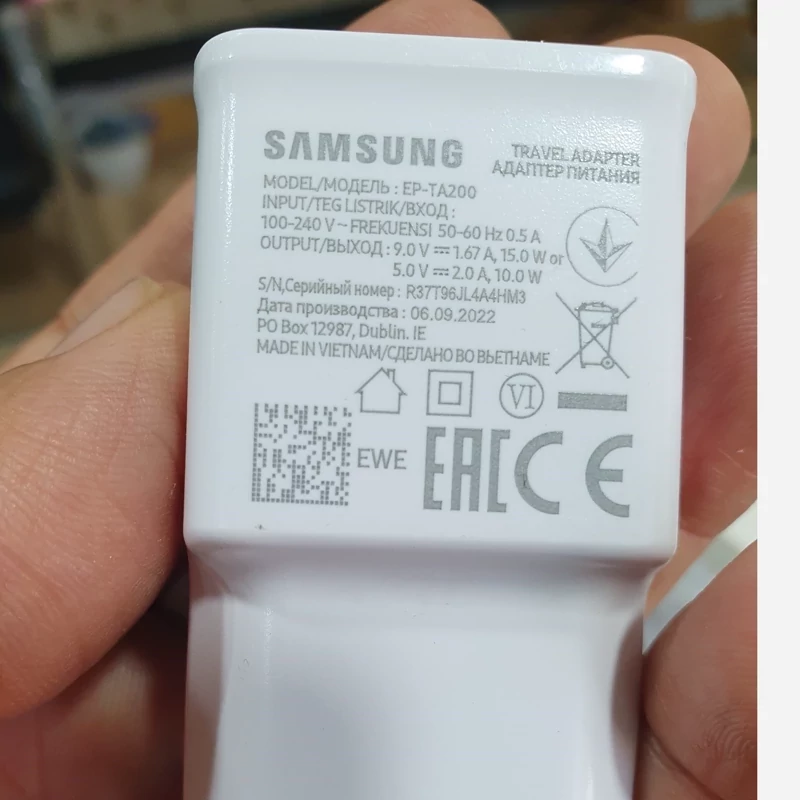 SAMSUNG
TRAVEL ADAPTER
АДАПТЕР ПИТАНИЯ
MODEL/МОДЕЛЬ : EP-TA200
INPUT/TEG LISTRIK/ВХОД :
100-240 V ~ FREKUENSI 50-60 Hz 0.5 A
OUTPUT/ВЫХОД : 9.0 V ⎓ 1.67 A, 15.0 W or
5.0 V ⎓ 2.0 A, 10.0 W
S/N,Серийный номер : R37T96JL4A4HM3
Дата производства : 06.09.2022
PO Box 12987, Dublin. IE
MADE IN VIETNAM/СДЕЛАНО ВО ВЬЕТНАМЕ
VI
EWE
EAC CE